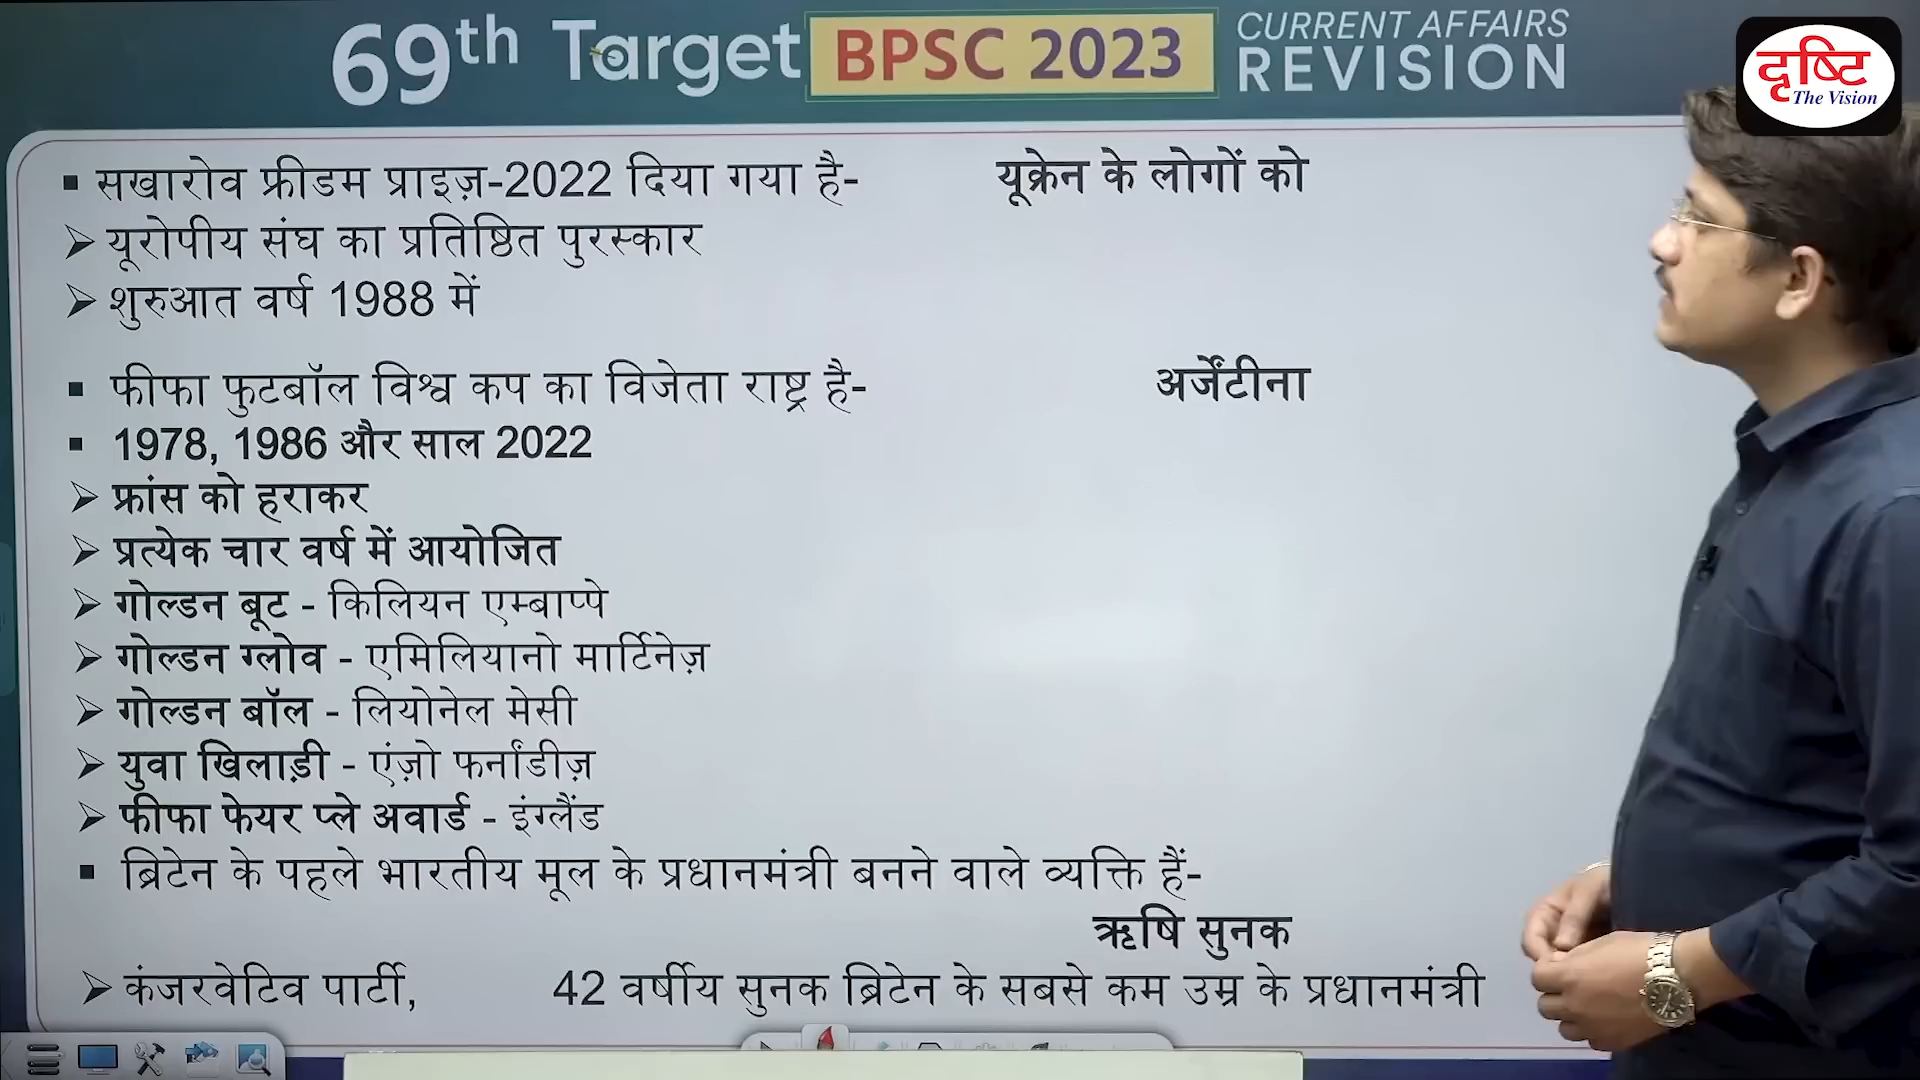 69th Target BPSC 2023 CURRENT AFFAIRS REVISION
दृष्टि
The Vision
▪ सखारोव फ्रीडम प्राइज़-2022 दिया गया है- यूक्रेन के लोगों को
➢ यूरोपीय संघ का प्रतिष्ठित पुरस्कार
➢ शुरुआत वर्ष 1988 में
▪ फीफा फुटबॉल विश्व कप का विजेता राष्ट्र है- अर्जेंटीना
▪ 1978, 1986 और साल 2022
➢ फ्रांस को हराकर
➢ प्रत्येक चार वर्ष में आयोजित
➢ गोल्डन बूट - किलियन एम्बाप्पे
➢ गोल्डन ग्लोव - एमिलियानो मार्टिनेज़
➢ गोल्डन बॉल - लियोनेल मेसी
➢ युवा खिलाड़ी - एंज़ो फर्नांडीज़
➢ फीफा फेयर प्ले अवार्ड - इंग्लैंड
▪ ब्रिटेन के पहले भारतीय मूल के प्रधानमंत्री बनने वाले व्यक्ति हैं-
ऋषि सुनक
➢ कंजरवेटिव पार्टी, 42 वर्षीय सुनक ब्रिटेन के सबसे कम उम्र के प्रधानमंत्री